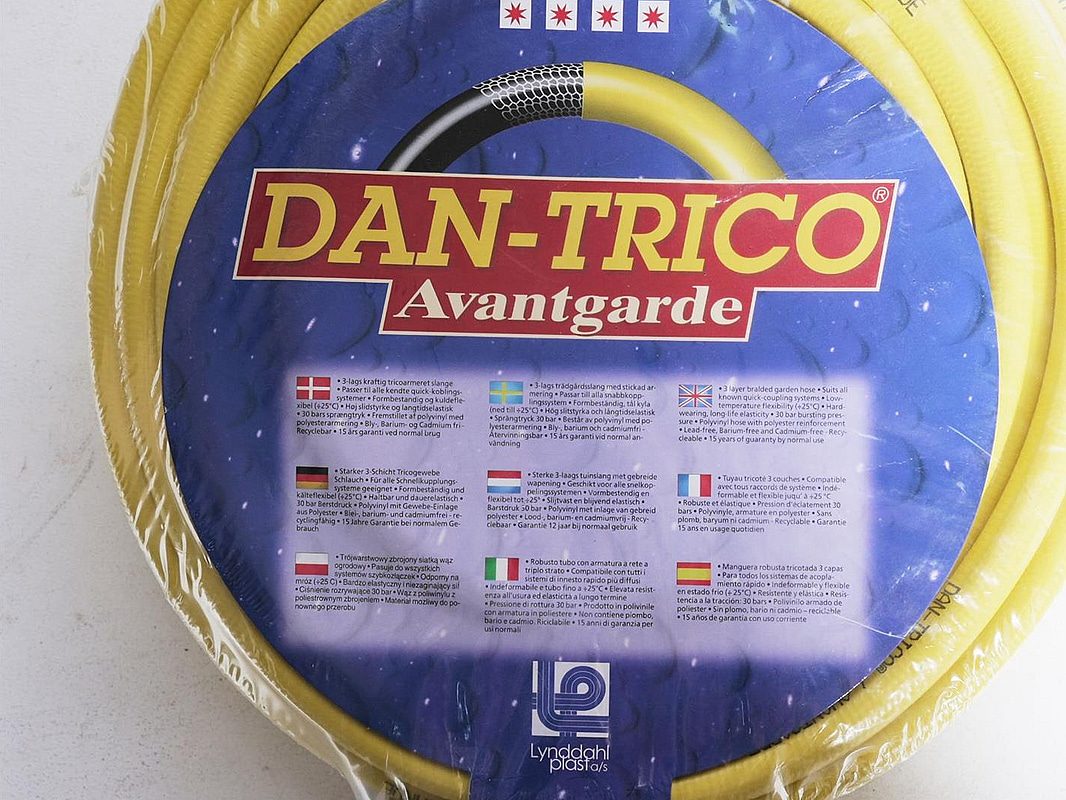 DAN-TRICO®
Avantgarde
• 3-lags kraftig tricoarmeret slange
• Passer til alle kendte quick-koblings-
systemer • Formbestandig og kuldefle-
xibel (÷25°C) • Høj slidstyrke og langtidselastisk
• 30 bars sprængtryk • Fremstillet af polyvinyl med
polyesterarmering • Bly-, Barium- og Cadmium fri -
Recyclebar • 15 års garanti ved normal brug
• 3-lags trädgårdsslang med stickad ar-
mering • Passar till alla snabbkopp-
lingssystem • Formbeständig, tål kyla
(ned till ÷25°C) • Hög slitstyrka och långtidselastisk
• Sprängtryck 30 bar • Består av polyvinyl med po-
lyesterarmering • Bly-, barium och cadmiumfri -
Återvinningsbar • 15 års garanti vid normal an-
vändning
• 3 layer braided garden hose • Suits all
known quick-coupling systems • Low-
temperature flexibility (÷25°C) • Hard-
wearing, long-life elasticity • 30 bar bursting pres-
sure • Polyvinyl hose with polyester reinforcement
• Lead-free, Barium-free and Cadmium-free - Recy-
cleable • 15 years of guaranty by normal use
• Starker 3-Schicht Tricogewebe
Schlauch • Für alle Schnellkupplungs-
systeme geeignet • Formbeständig und
kälteflexibel (÷25°C) • Haltbar und dauerelastisch •
30 bar Berstdruck • Polyvinyl mit Gewebe-Einlage
aus Polyester • Blei-, barium- und cadmiumfrei - re-
cyclingfähig • 15 Jahre Garantie bei normalem Ge-
brauch
• Sterke 3-laags tuinslang met gebreide
wapening • Geschikt voor alle snelkop-
pelingssystemen • Vormbestendig en
flexibel tot ÷25° • Slijtvast en blijvend elastisch •
Barstdruk 30 bar • Polyvinyl met inlage van gebreid
polyester • Lood-, barium- en cadmiumvrij - Recy-
clebaar • Garantie 12 jaar bij normaal gebruik
• Tuyau tricoté 3 couches • Compatible
avec tous raccords de système • Indé-
formable et flexible juqu' à ÷25 °C
• Robuste et élastique • Pression d'éclatement 30
bars • Polyvinyle, armature en polyester • Sans
plomb, baryum ni cadmium - Recyclable • Garantie
15 ans en usage quotidien
• Trójwarstwowy zbrojony siatką wąż
ogrodowy • Pasuje do wszystkich
systemów szybkozłączek • Odporny na
mróz (÷25 C) • Bardzo elastyczny i niezaginający się
• Ciśnienie rozrywające 30 bar • Wąż z poliwinylu z
poliestrowym zbrojeniem • Materiał możliwy do po-
nownego przerobu
• Robusto tubo con armatura a rete a
triplo strato • Compatibile con tutti i
sistemi di innesto rapido più diffusi
• Indeformabile e tubo fino a ÷25°C • Elevata resist-
enza all'usura ed elasticità a lungo termine
• Pressione di rottura 30 bar • Prodotto in polivinile
con armatura in poliestere • Non contiene piombo,
bario e cadmio. Riciclabile • 15 anni di garanzia per
usi normali
• Manguera robusta tricotada 3 capas
• Para todos los sistemas de acopla-
miento rápido • Indeformable y flexible
en estado frío (÷25°C) • Resistente y elástica • Resis-
tencia a la tracción: 30 bars • Polivinilo armado de
poliester • Sin plomo, bario ni cadmio – reciclable
• 15 años de garantía con uso corriente
Lynddahl
plast a/s
DAN-TRICO®